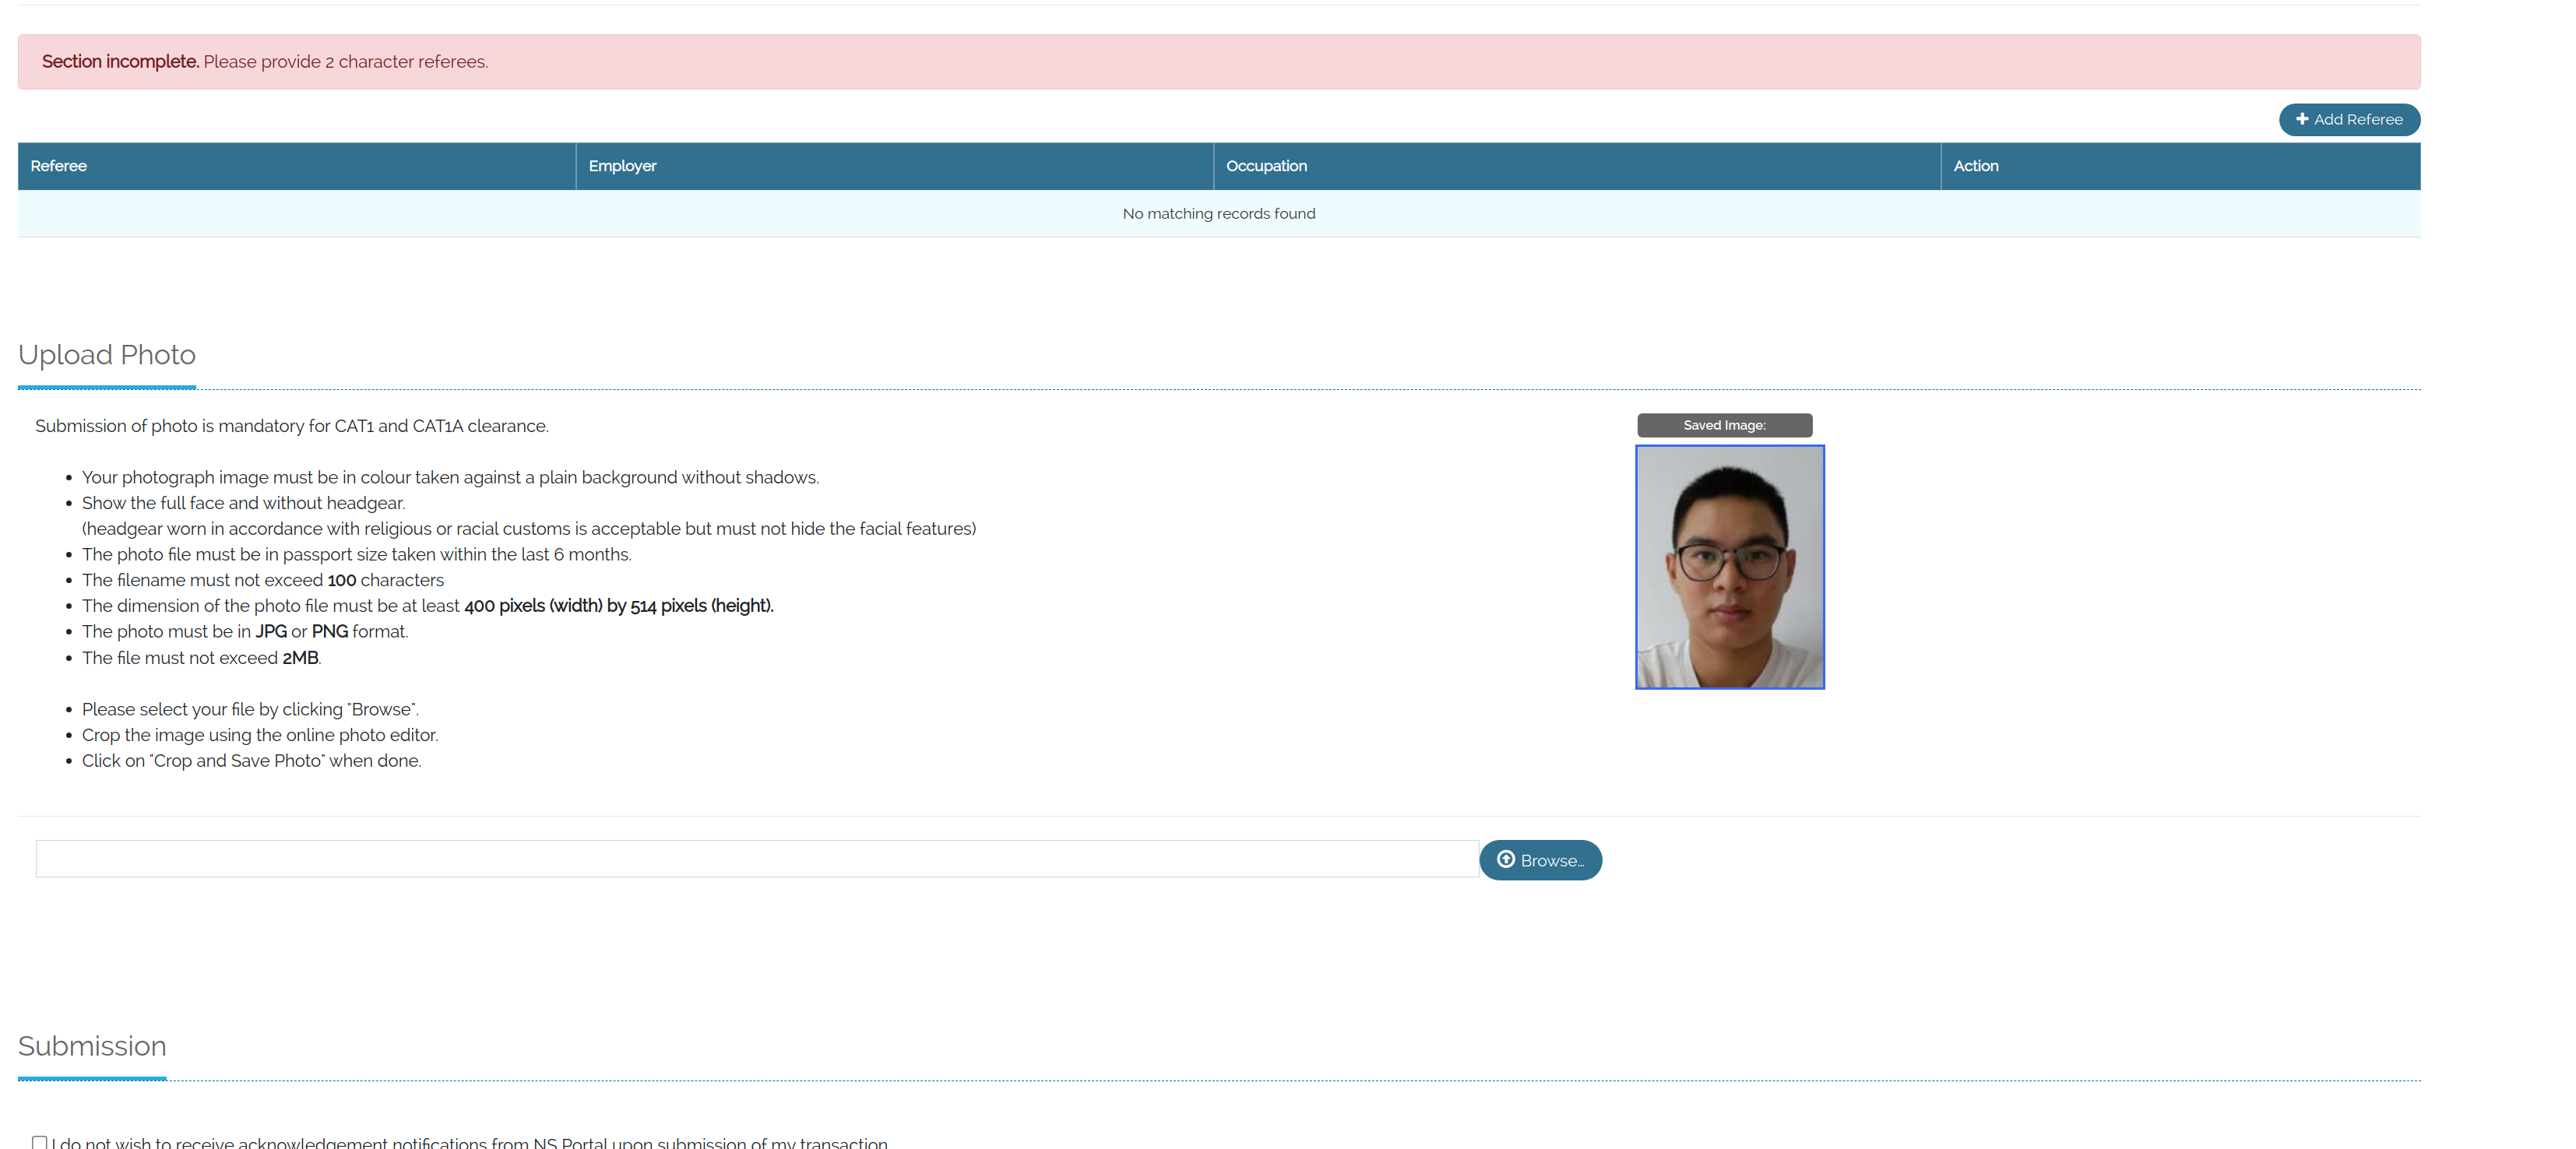 Section incomplete. Please provide 2 character referees.
Add Referee
Referee Employer Occupation Action
No matching records found
Upload Photo
Submission of photo is mandatory for CAT1 and CAT1A clearance.
Saved Image:
Your photograph image must be in colour taken against a plain background without shadows.
Show the full face and without headgear.
(headgear worn in accordance with religious or racial customs is acceptable but must not hide the facial features)
The photo file must be in passport size taken within the last 6 months.
The filename must not exceed 100 characters
The dimension of the photo file must be at least 400 pixels (width) by 514 pixels (height).
The photo must be in JPG or PNG format.
The file must not exceed 2MB.
Please select your file by clicking "Browse".
Crop the image using the online photo editor.
Click on "Crop and Save Photo" when done.
Browse...
Submission
I do not wish to receive acknowledgement notifications from NS Portal upon submission of my transaction